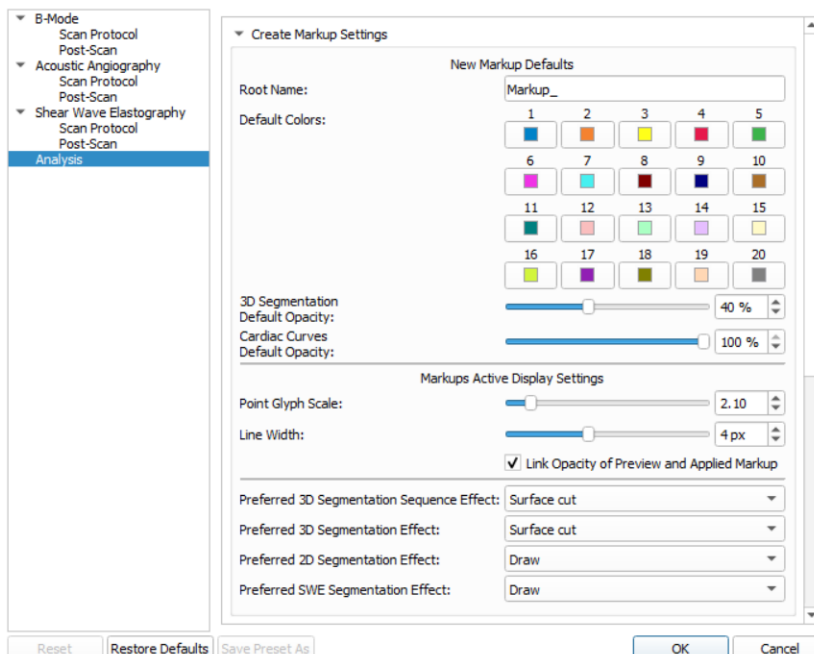 B-Mode
Scan Protocol
Post-Scan
Acoustic Angiography
Scan Protocol
Post-Scan
Shear Wave Elastography
Scan Protocol
Post-Scan
Analysis
Create Markup Settings
New Markup Defaults
Root Name: Markup_
Default Colors:
1 2 3 4 5
6 7 8 9 10
11 12 13 14 15
16 17 18 19 20
3D Segmentation
Default Opacity: 40 %
Cardiac Curves
Default Opacity: 100 %
Markups Active Display Settings
Point Glyph Scale: 2.10
Line Width: 4 px
Link Opacity of Preview and Applied Markup
Preferred 3D Segmentation Sequence Effect: Surface cut
Preferred 3D Segmentation Effect: Surface cut
Preferred 2D Segmentation Effect: Draw
Preferred SWE Segmentation Effect: Draw
Reset Restore Defaults Save Preset As OK Cancel